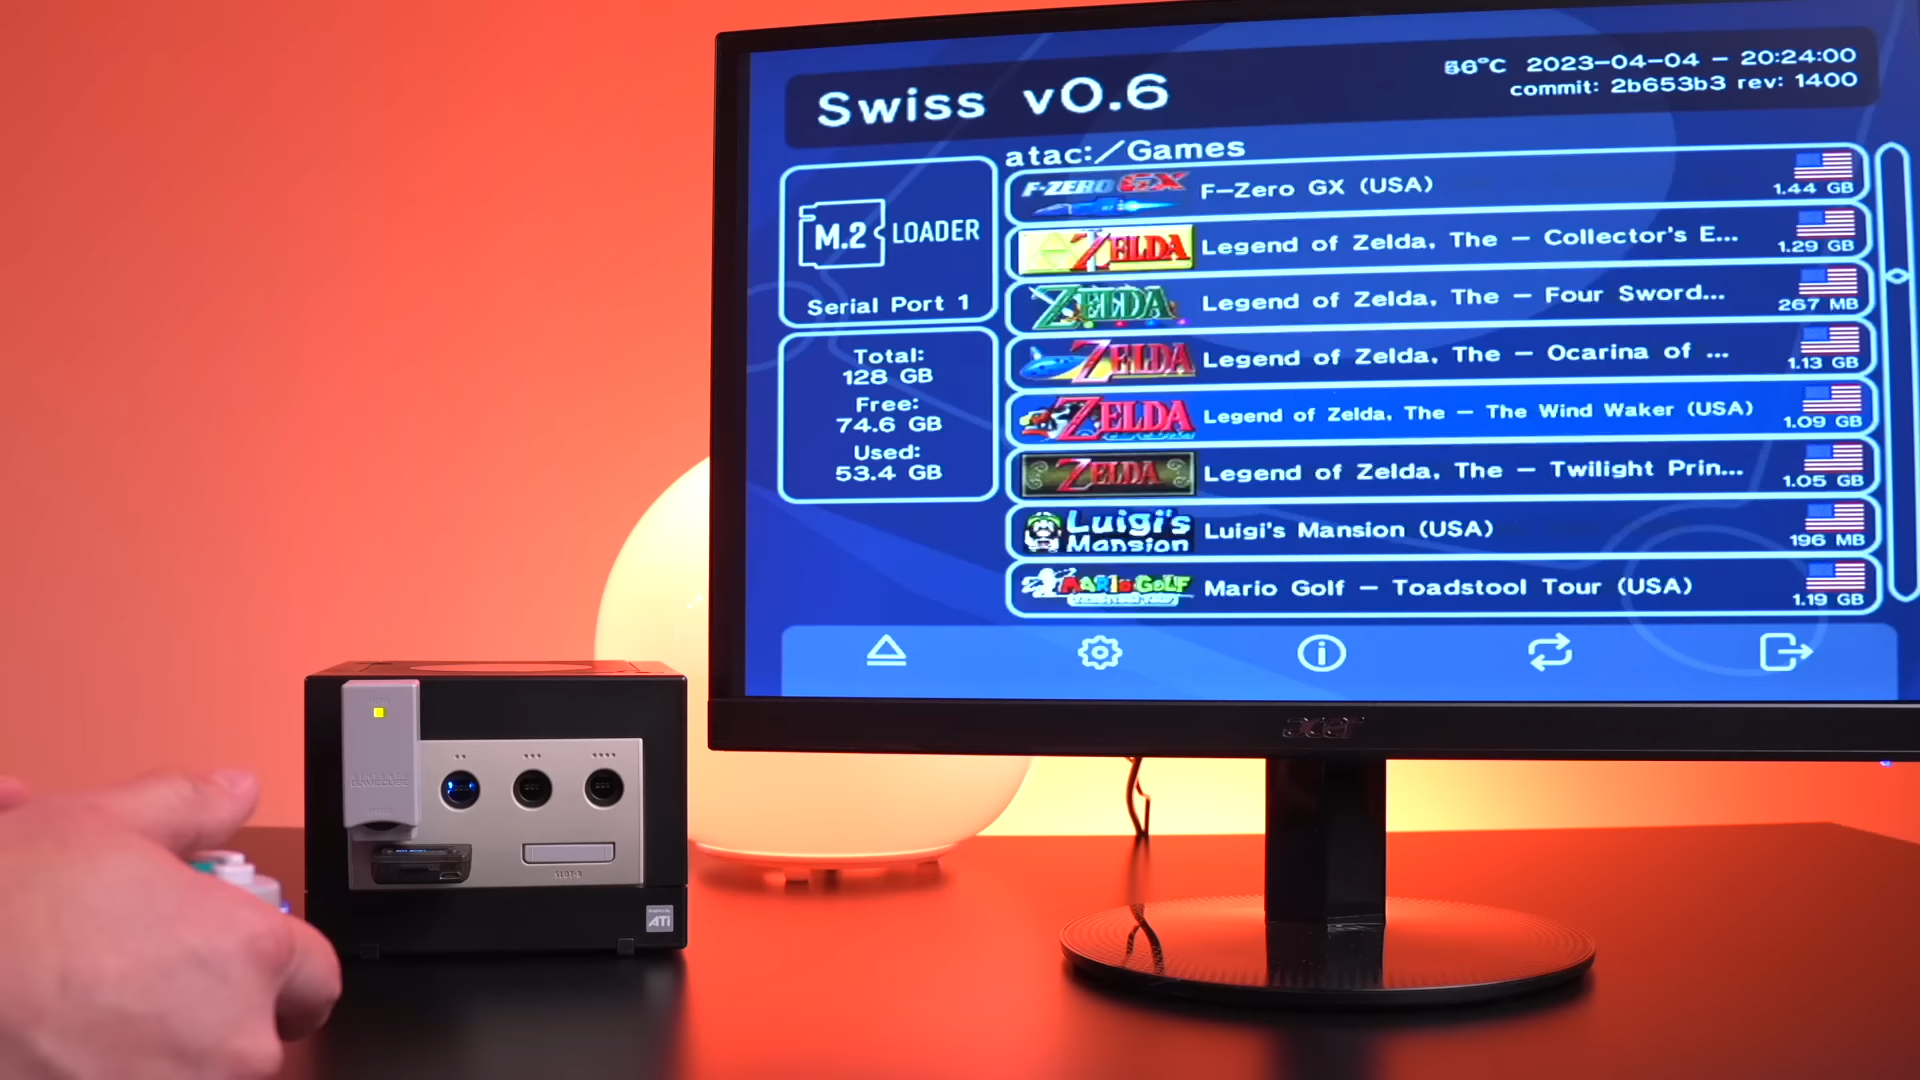 Swiss v0.6
2023-04-04 - 20:24:00
commit: 2b653b3 rev: 1400
atac:/Games
M.2 LOADER
Serial Port 1
Total:
128 GB
Free:
74.6 GB
Used:
53.4 GB
F-ZERO GX F-Zero GX (USA) 1.44 GB
ZELDA Legend of Zelda, The - Collector's E... 1.29 GB
ZELDA Legend of Zelda, The - Four Sword... 267 MB
ZELDA Legend of Zelda, The - Ocarina of ... 1.13 GB
ZELDA Legend of Zelda, The - The Wind Waker (USA) 1.09 GB
ZELDA Legend of Zelda, The - Twilight Prin... 1.05 GB
Luigi's Mansion Luigi's Mansion (USA) 196 MB
MARIO GOLF Mario Golf - Toadstool Tour (USA) 1.19 GB
acer
SLOT-B
ATi